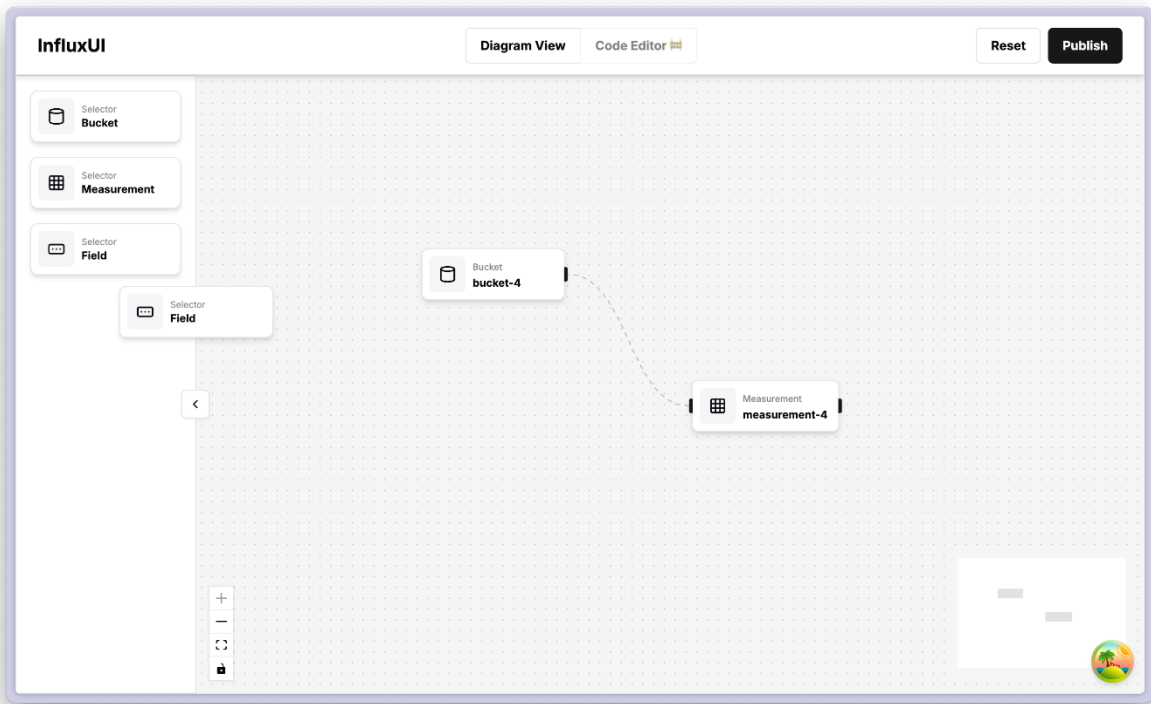 InfluxUI
Diagram View
Code Editor 🚧
Reset
Publish
Selector
Bucket
Selector
Measurement
Selector
Field
Selector
Field
Bucket
bucket-4
Measurement
measurement-4